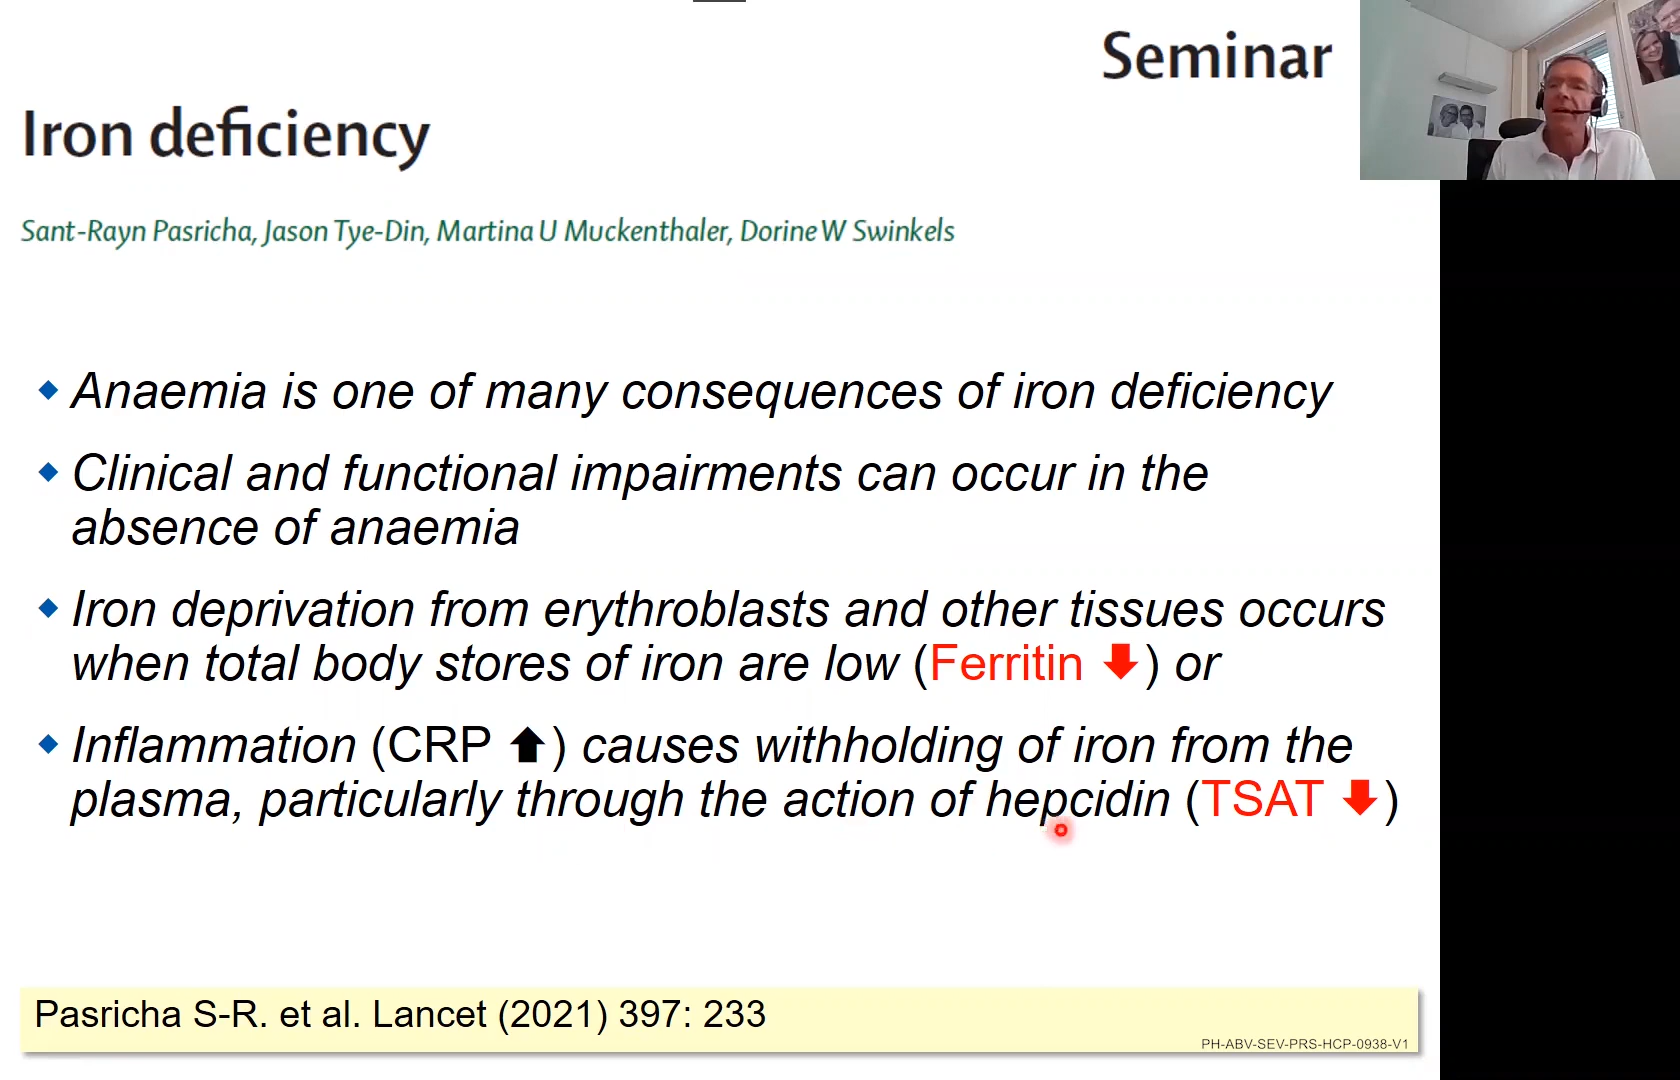 Seminar
Iron deficiency
Sant-Rayn Pasricha, Jason Tye-Din, Martina U Muckenthaler, Dorine W Swinkels
◆ Anaemia is one of many consequences of iron deficiency
◆ Clinical and functional impairments can occur in the
absence of anaemia
◆ Iron deprivation from erythroblasts and other tissues occurs
when total body stores of iron are low (Ferritin ⬇) or
◆ Inflammation (CRP ⬆) causes withholding of iron from the
plasma, particularly through the action of hepcidin (TSAT ⬇)
Pasricha S-R. et al. Lancet (2021) 397: 233
PH-ABV-SEV-PRS-HCP-0938-V1